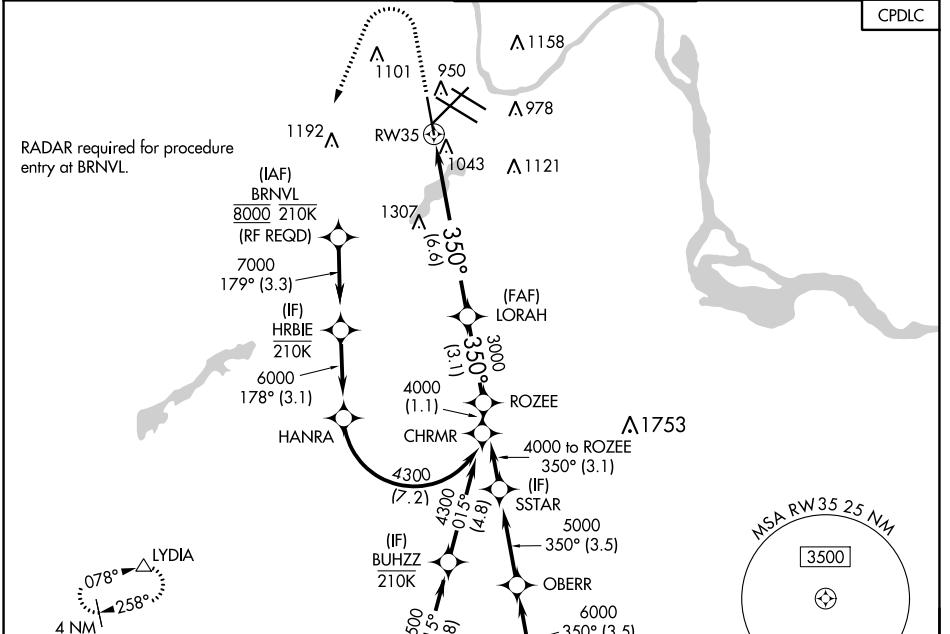 CPDLC
1158
1101
950
978
1192
RW35
1043
1121
RADAR required for procedure
entry at BRNVL.
(IAF)
BRNVL
8000 210K
(RF REQD)
1307
350°
(6.6)
7000
179° (3.3)
(FAF)
LORAH
(IF)
HRBIE
210K
350°
3000
(3.1)
6000
178° (3.1)
4000
(1.1)
ROZEE
HANRA
CHRMR
1753
4000 to ROZEE
350° (3.1)
4300
(7.2)
(IF)
SSTAR
4300
015°
(4.8)
5000
350° (3.5)
MSA RW35 25 NM
3500
(IF)
BUHZZ
210K
OBERR
LYDIA
078°
258°
4 NM
6000
350° (3.5)